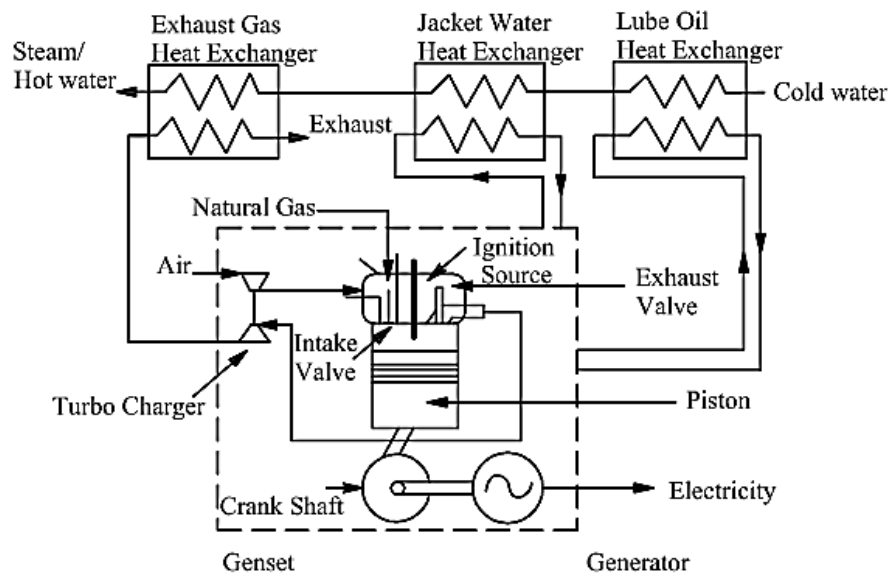 Exhaust Gas
Heat Exchanger
Jacket Water
Heat Exchanger
Lube Oil
Heat Exchanger
Steam/
Hot water
Cold water
Exhaust
Natural Gas
Ignition
Source
Air
Exhaust
Valve
Intake
Valve
Turbo Charger
Piston
Crank Shaft
Electricity
Genset
Generator